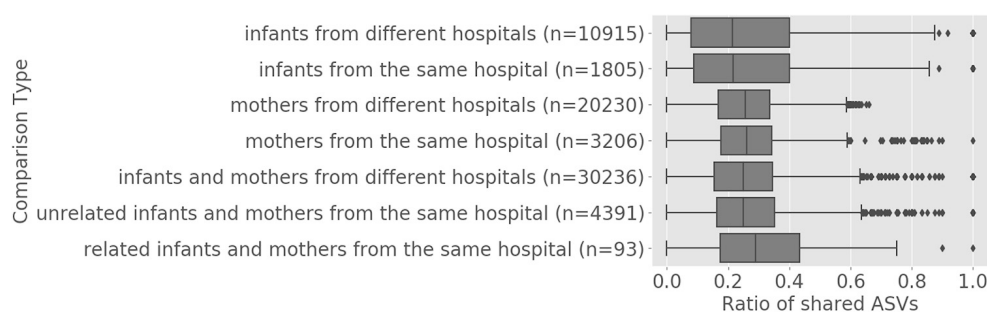 Comparison Type
infants from different hospitals (n=10915)
infants from the same hospital (n=1805)
mothers from different hospitals (n=20230)
mothers from the same hospital (n=3206)
infants and mothers from different hospitals (n=30236)
unrelated infants and mothers from the same hospital (n=4391)
related infants and mothers from the same hospital (n=93)
0.0 0.2 0.4 0.6 0.8 1.0
Ratio of shared ASVs